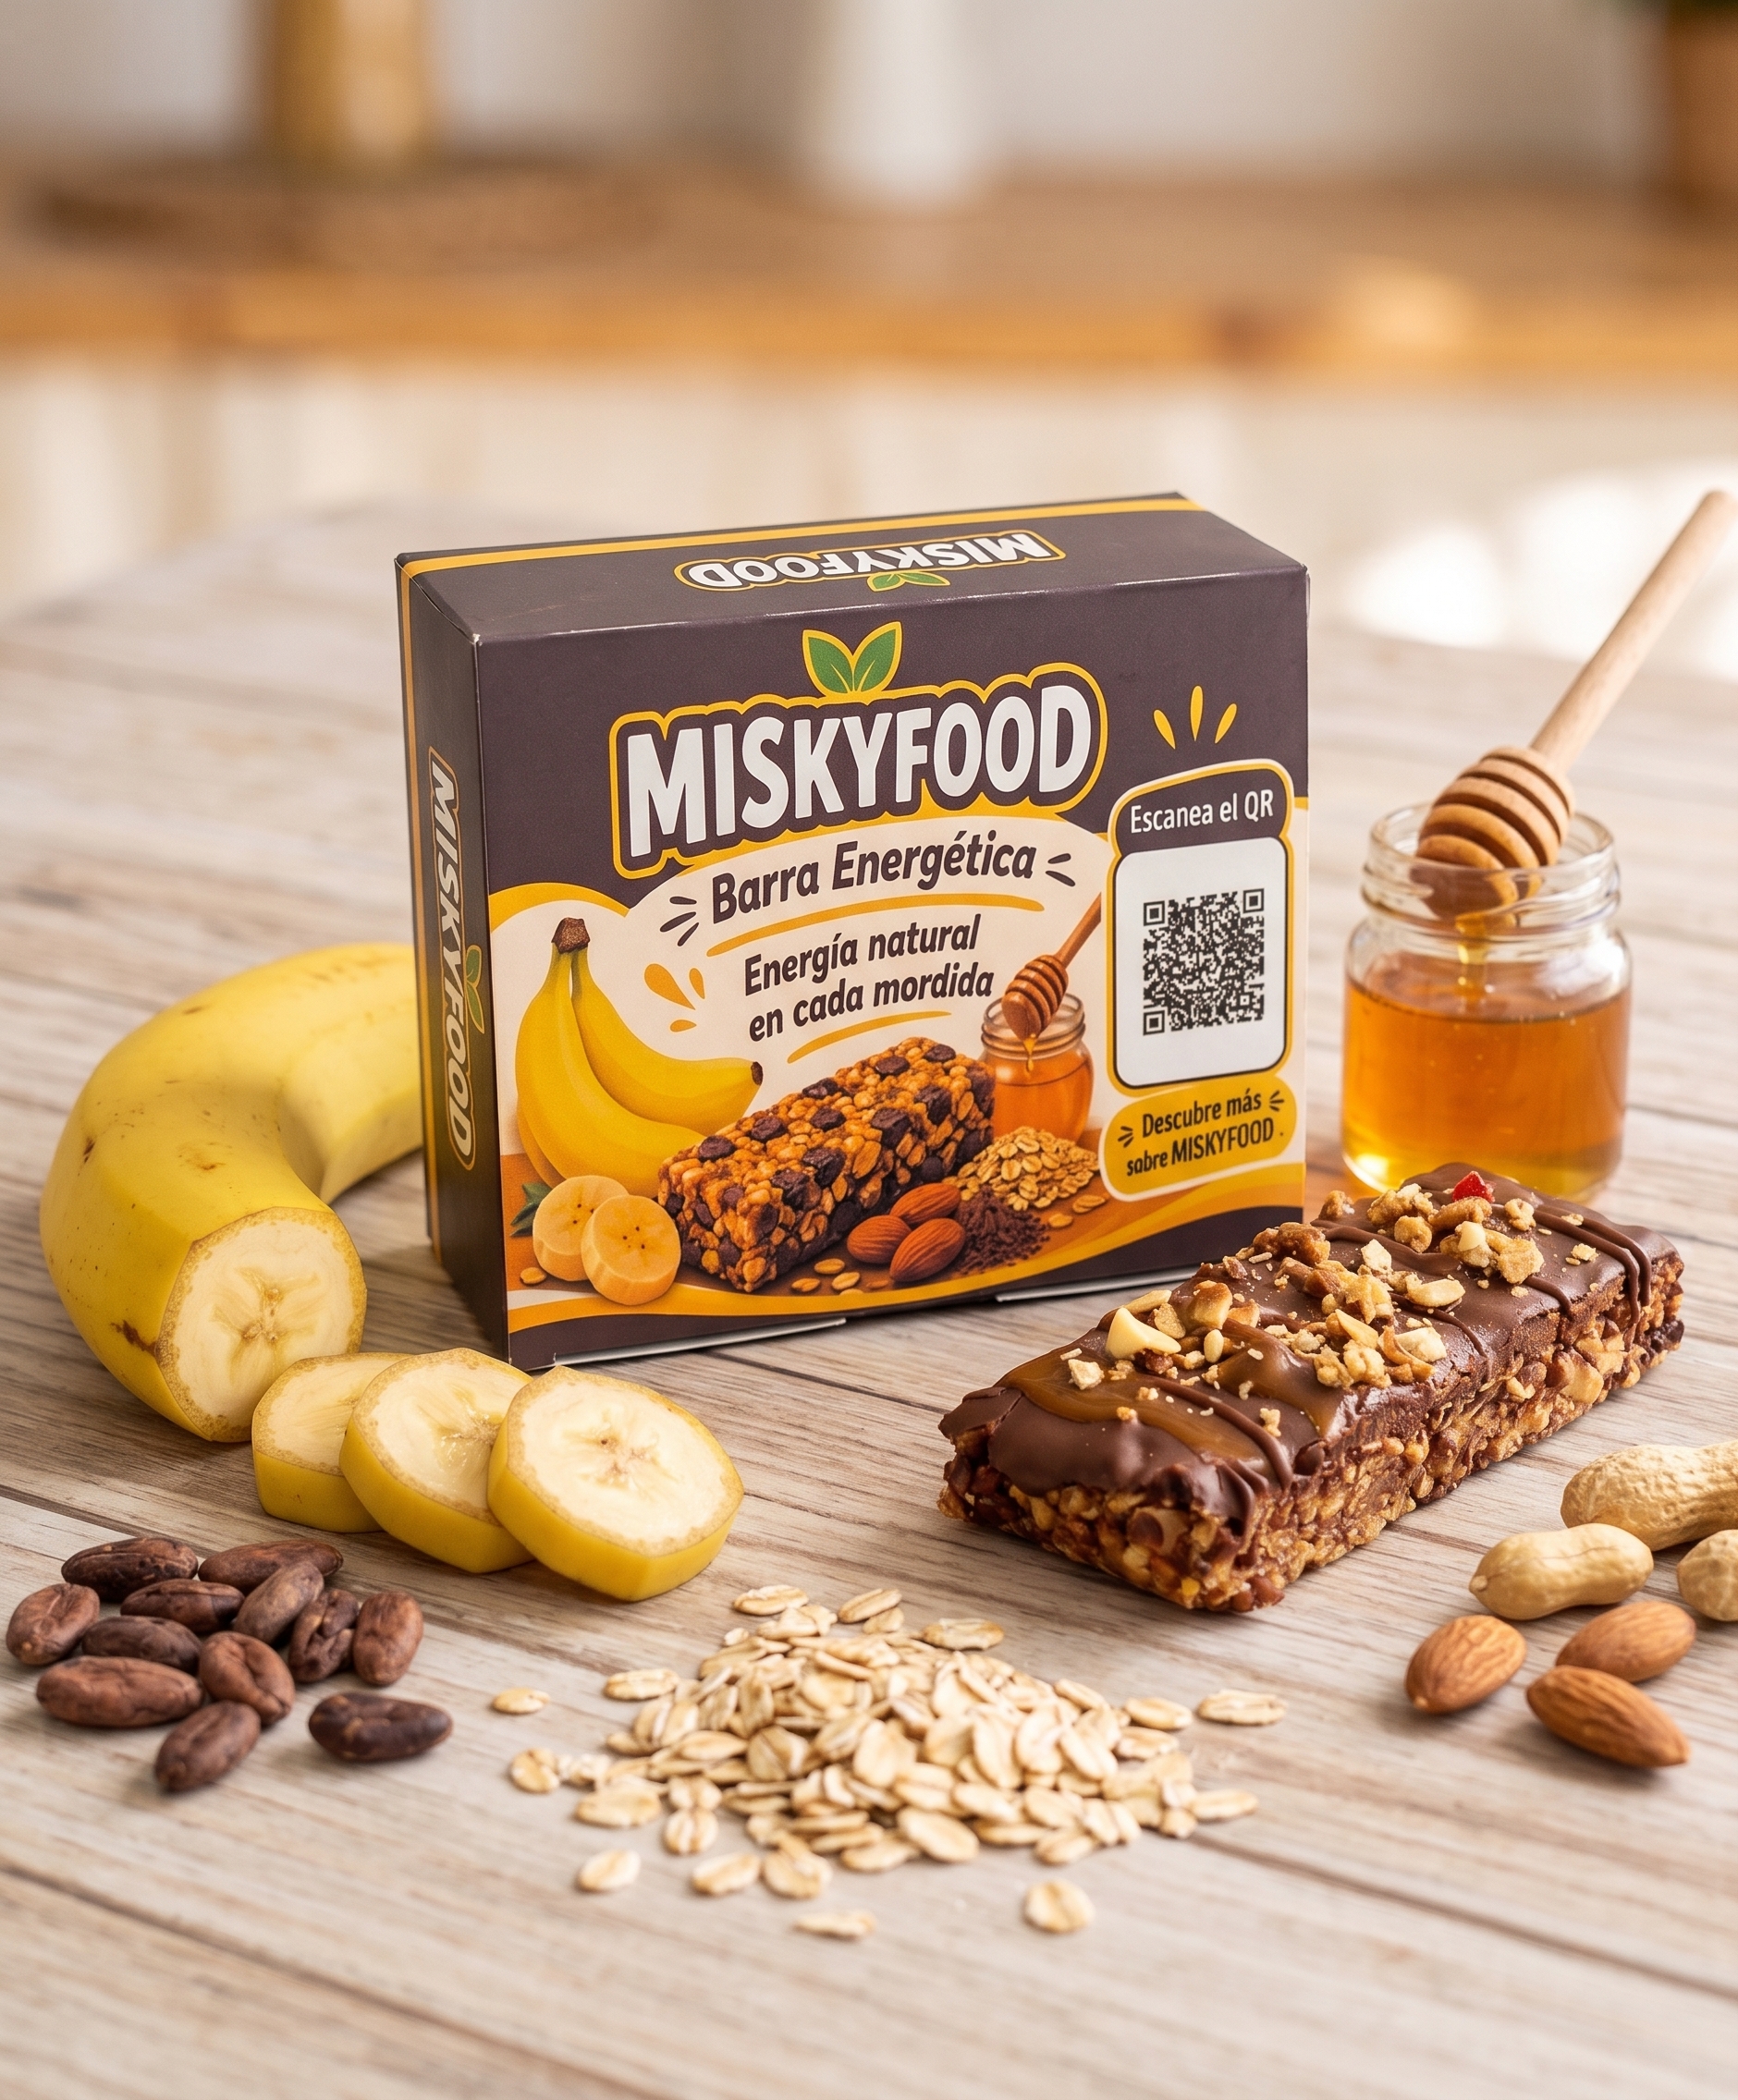 MISKYFOOD
MISKYFOOD
MISKYFOOD
Barra Energética
Energía natural
en cada mordida
Escanea el QR
Descubre más
sobre MISKYFOOD